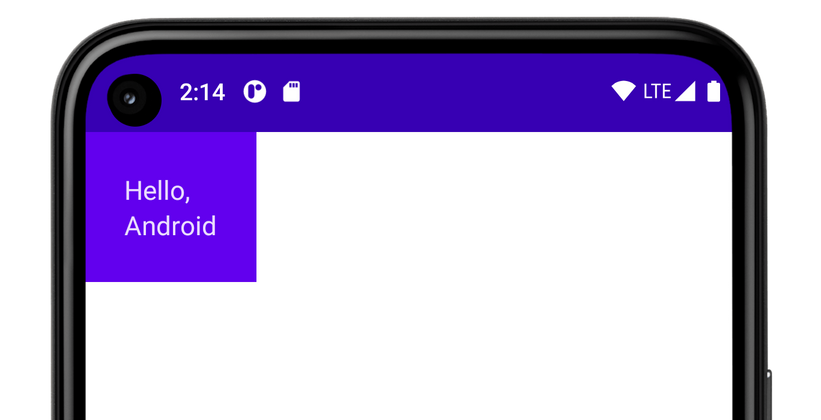 2:14
LTE
Hello,
Android